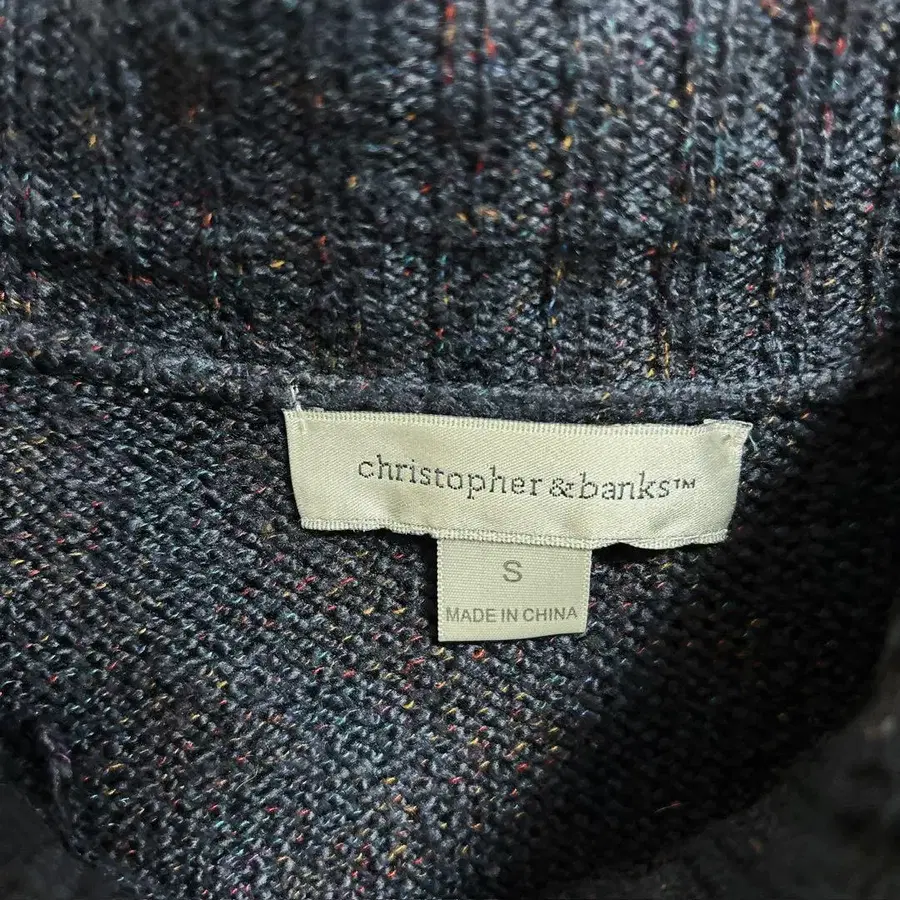 christopher & banks™
S
MADE IN CHINA